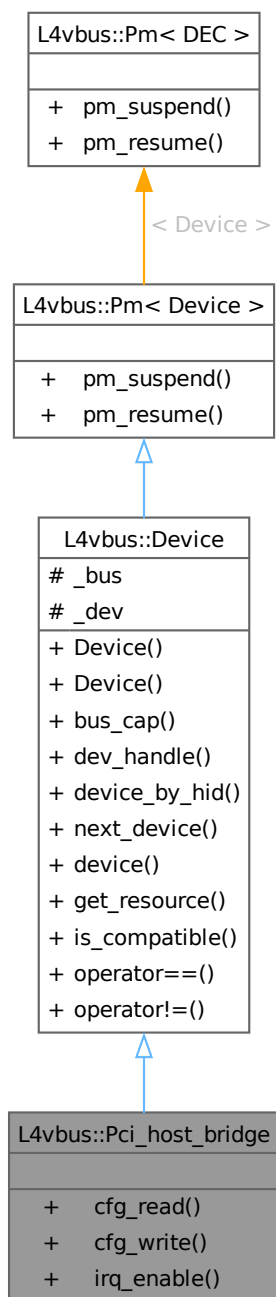 L4vbus::Pm< DEC >
+ pm_suspend()
+ pm_resume()
< Device >
L4vbus::Pm< Device >
+ pm_suspend()
+ pm_resume()
L4vbus::Device
# _bus
# _dev
+ Device()
+ Device()
+ bus_cap()
+ dev_handle()
+ device_by_hid()
+ next_device()
+ device()
+ get_resource()
+ is_compatible()
+ operator==()
+ operator!=()
L4vbus::Pci_host_bridge
+ cfg_read()
+ cfg_write()
+ irq_enable()